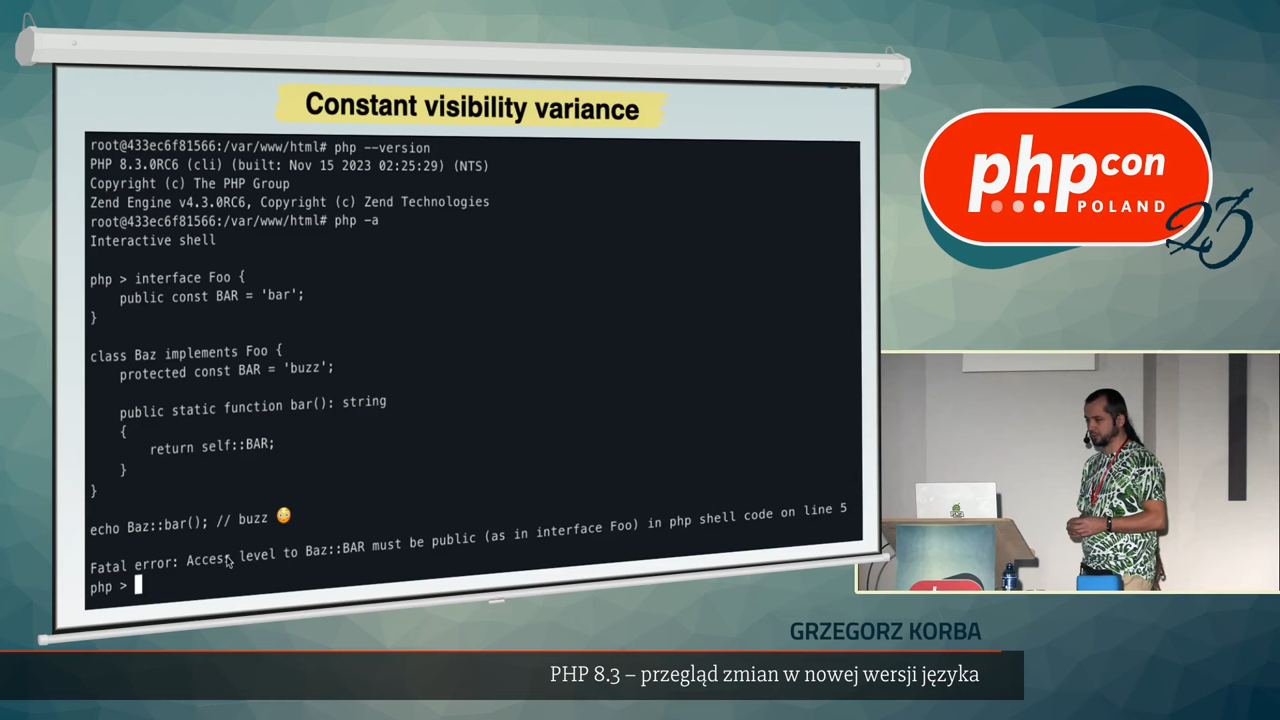 Constant visibility variance
root@433ec6f81566:/var/www/html# php --version
PHP 8.3.0RC6 (cli) (built: Nov 15 2023 02:25:29) (NTS)
Copyright (c) The PHP Group
Zend Engine v4.3.0RC6, Copyright (c) Zend Technologies
root@433ec6f81566:/var/www/html# php -a
Interactive shell
php > interface Foo {
public const BAR = 'bar';
}
class Baz implements Foo {
protected const BAR = 'buzz';
public static function bar(): string
{
return self::BAR;
}
}
echo Baz::bar(); // buzz 😳
Fatal error: Access level to Baz::BAR must be public (as in interface Foo) in php shell code on line 5
php >
phpcon
POLAND
23
GRZEGORZ KORBA
PHP 8.3 – przegląd zmian w nowej wersji języka